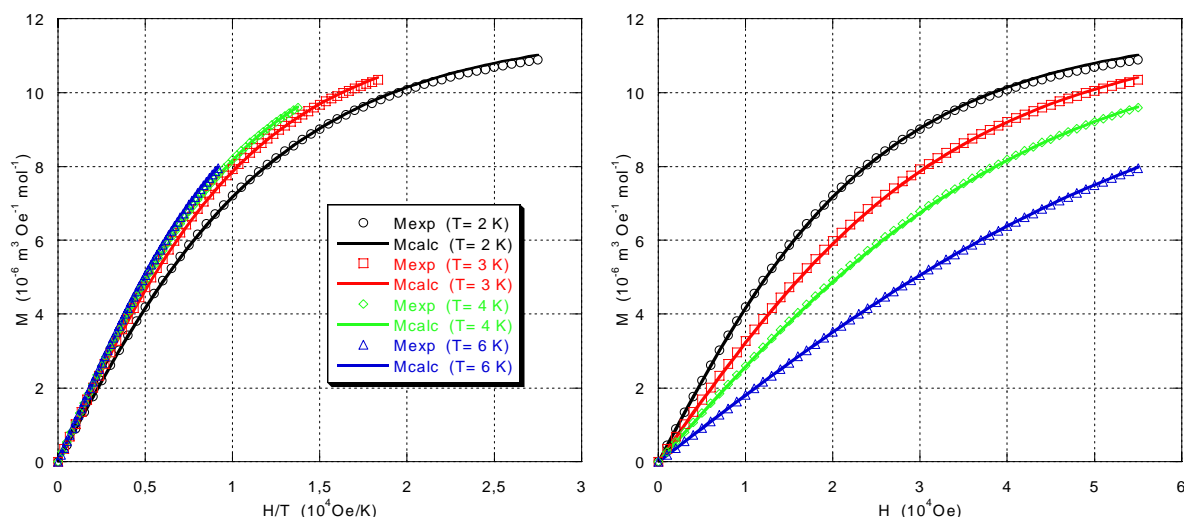 12
10
8
6
4
2
0
M (10⁻⁶ m³ Oe⁻¹ mol⁻¹)
0 0,5 1 1,5 2 2,5 3
H/T (10⁴Oe/K)
Mexp (T= 2 K)
Mcalc (T= 2 K)
Mexp (T= 3 K)
Mcalc (T= 3 K)
Mexp (T= 4 K)
Mcalc (T= 4 K)
Mexp (T= 6 K)
Mcalc (T= 6 K)
12
10
8
6
4
2
0
M (10⁻⁶ m³ Oe⁻¹ mol⁻¹)
0 1 2 3 4 5 6
H (10⁴Oe)